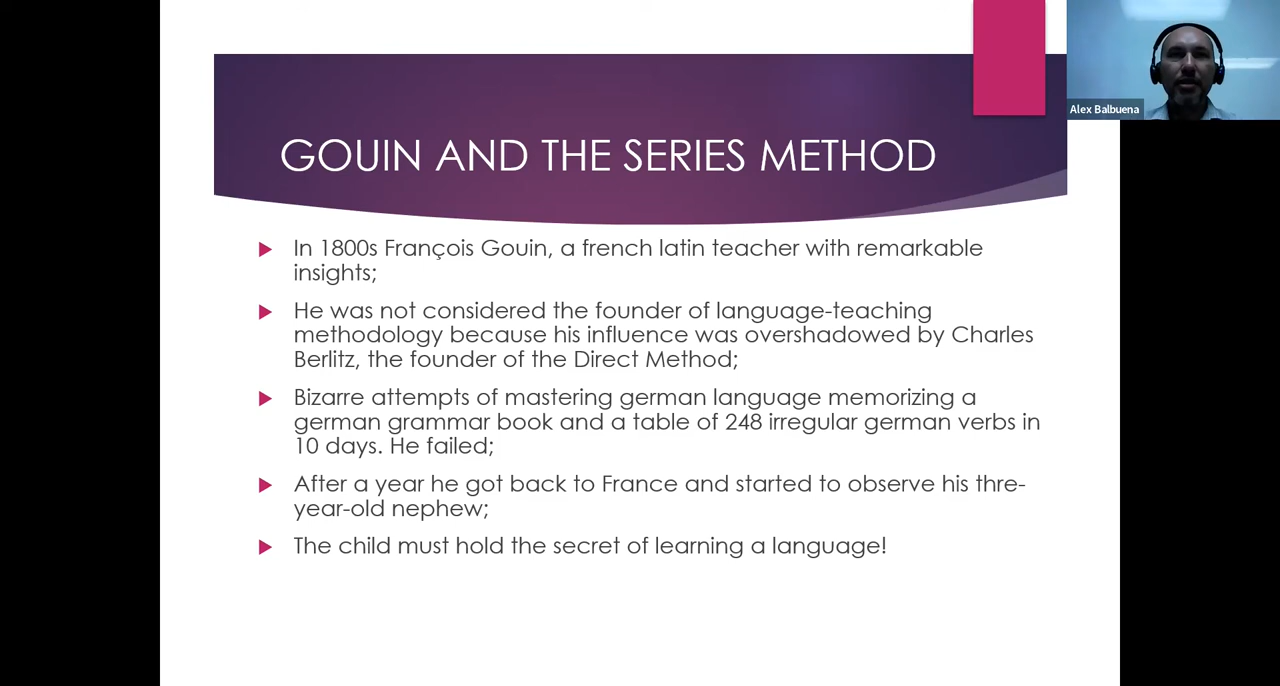 Alex Balbuena
GOUIN AND THE SERIES METHOD
In 1800s François Gouin, a french latin teacher with remarkable
insights;
He was not considered the founder of language-teaching
methodology because his influence was overshadowed by Charles
Berlitz, the founder of the Direct Method;
Bizarre attempts of mastering german language memorizing a
german grammar book and a table of 248 irregular german verbs in
10 days. He failed;
After a year he got back to France and started to observe his thre-
year-old nephew;
The child must hold the secret of learning a language!